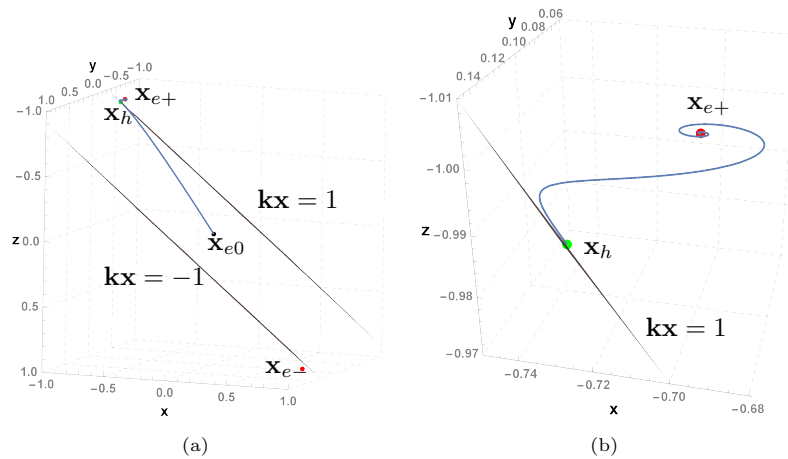 y
−1.0
−0.5
0.0
0.5
1.0
−1.0
x_{e+}
x_h
−0.5
kx = 1
z 0.0
x_{e0}
kx = −1
0.5
x_{e−}
1.0
−1.0
−0.5
0.0
0.5
1.0
x
(a)
y
0.06
0.08
0.10
0.12
0.14
−1.01
x_{e+}
−1.00
z −0.99
x_h
−0.98
kx = 1
−0.97
−0.74
−0.72
−0.70
−0.68
x
(b)